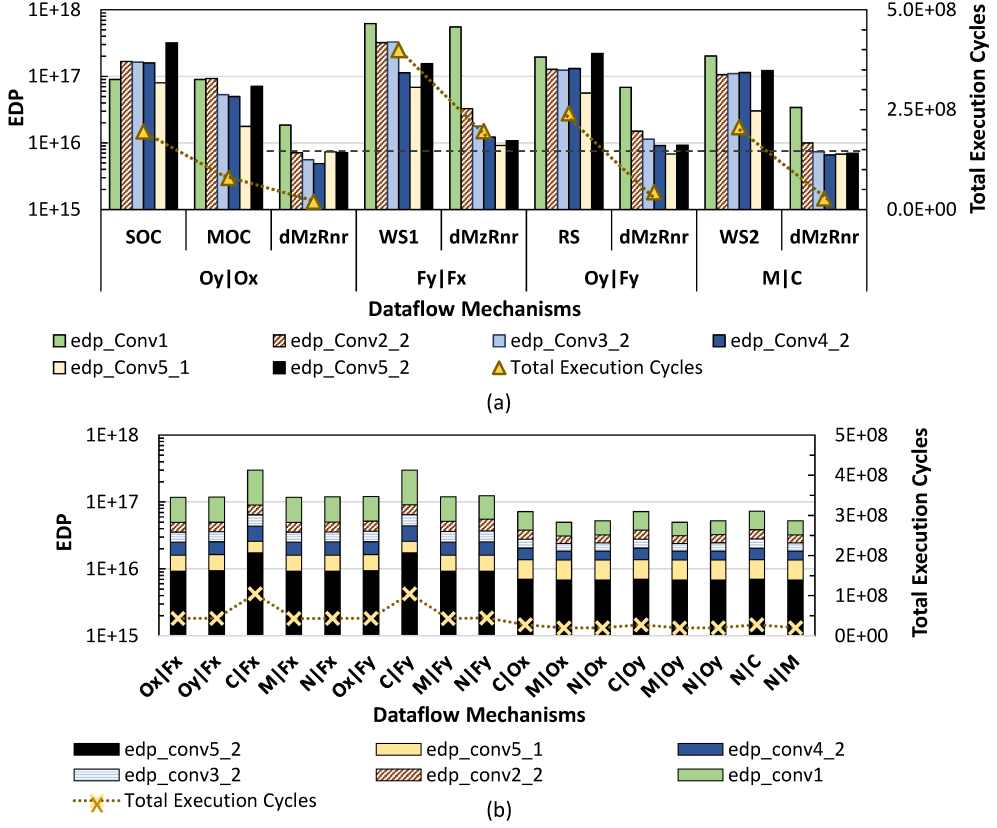 1E+18
1E+17
1E+16
1E+15
EDP
5.0E+08
2.5E+08
0.0E+00
Total Execution Cycles
SOC MOC dMzRnr WS1 dMzRnr RS dMzRnr WS2 dMzRnr
Oy|Ox Fy|Fx Oy|Fy M|C
Dataflow Mechanisms
edp_Conv1 edp_Conv2_2 edp_Conv3_2 edp_Conv4_2
edp_Conv5_1 edp_Conv5_2 Total Execution Cycles
(a)
1E+18
1E+17
1E+16
1E+15
EDP
5E+08
4E+08
3E+08
2E+08
1E+08
0E+00
Total Execution Cycles
Ox|Fx Oy|Fx C|Fx M|Fx N|Fx Ox|Fy C|Fy M|Fy N|Fy C|Ox M|Ox N|Ox C|Oy M|Oy N|Oy N|C N|M
Dataflow Mechanisms
edp_conv5_2 edp_conv5_1 edp_conv4_2
edp_conv3_2 edp_conv2_2 edp_conv1
Total Execution Cycles
(b)